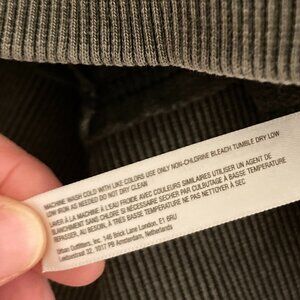 MACHINE WASH COLD WITH LIKE COLORS USE ONLY NON-CHLORINE BLEACH TUMBLE DRY LOW
LOW IRON AS NEEDED DO NOT DRY CLEAN
LAVER À LA MACHINE À L'EAU FROIDE AVEC COULEURS SIMILAIRES UTILISER UN AGENT DE
BLANCHIMENT SANS CHLORE SI NÉCESSAIRE SÉCHER PAR CULBUTAGE À BASSE TEMPÉRATURE
REPASSER, AU BESOIN, À TRÈS BASSE TEMPÉRATURE NE PAS NETTOYER À SEC
Urban Outfitters, Inc. 146 Brick Lane London, E1 6RU
32, 1017 PB Amsterdam, Netherlands